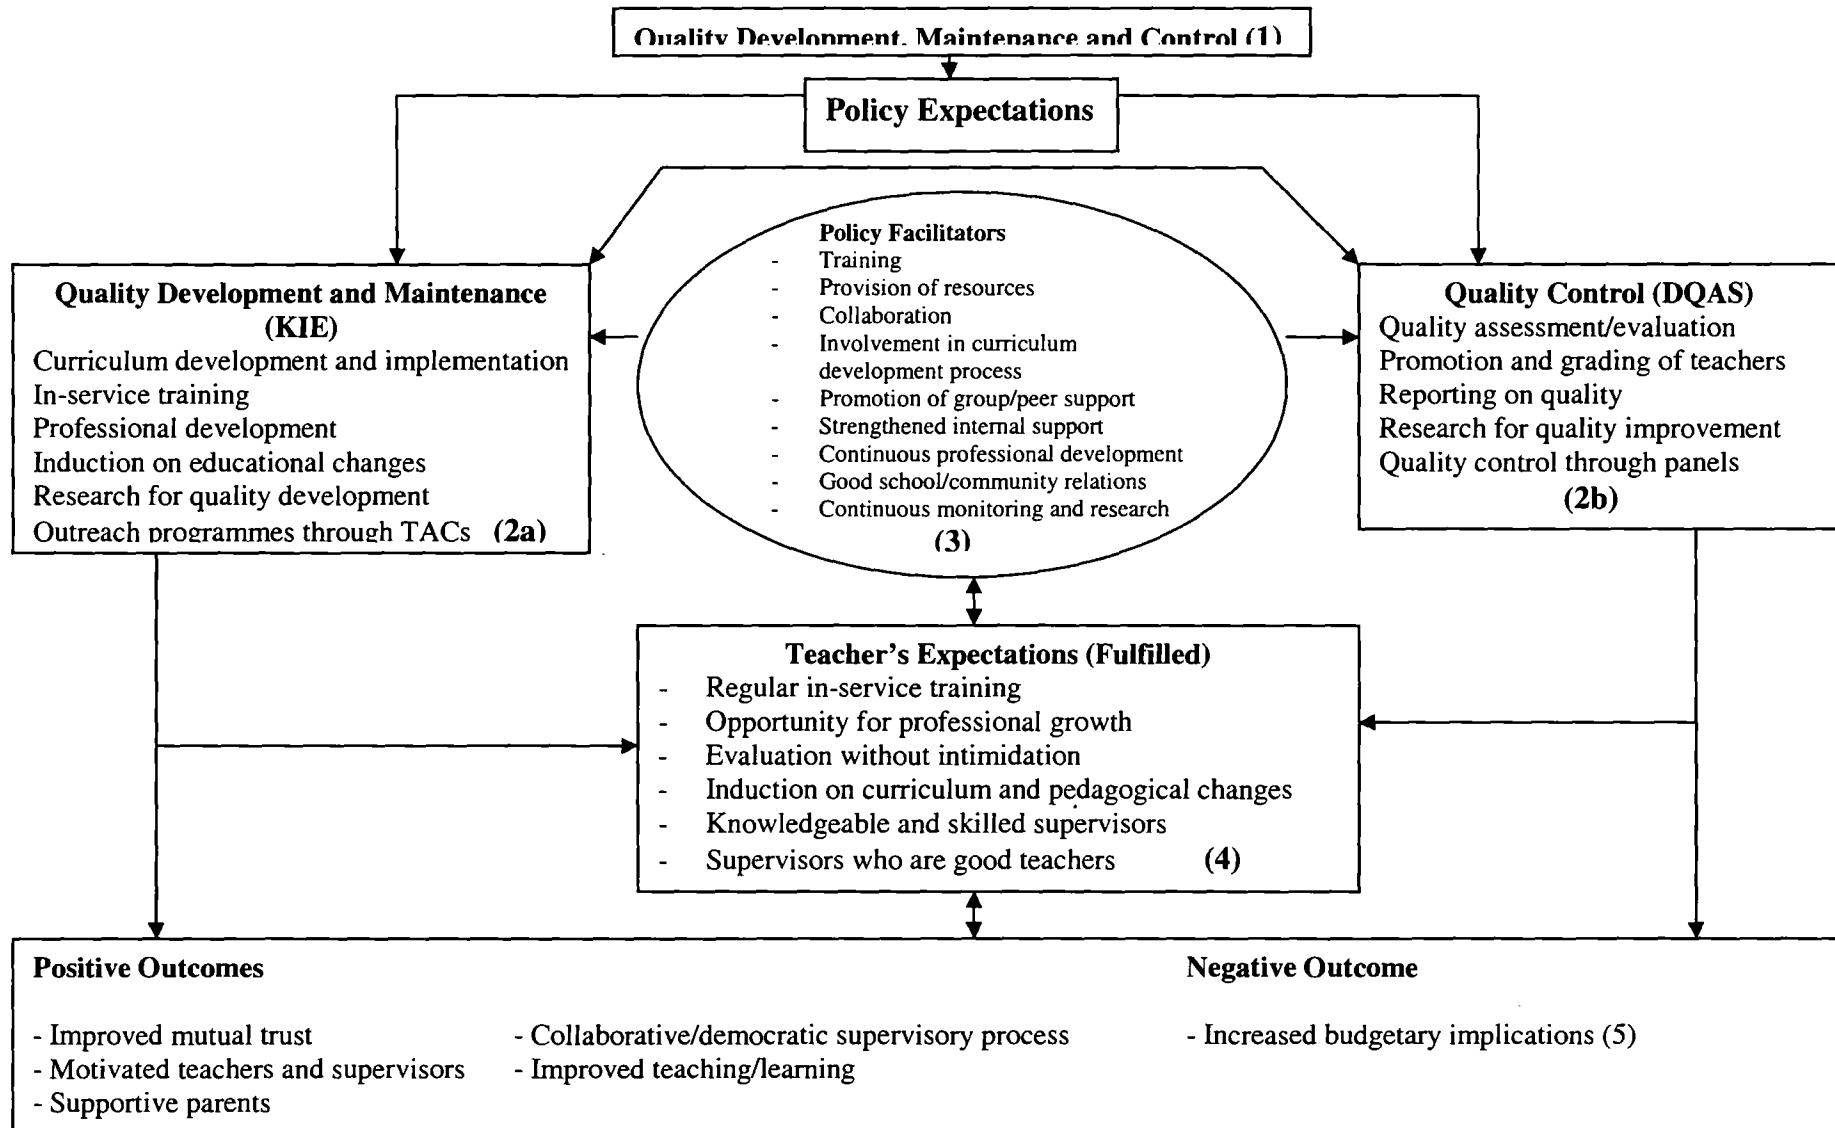 Quality Development, Maintenance and Control (1)
Policy Expectations
Policy Facilitators
- Training
- Provision of resources
- Collaboration
- Involvement in curriculum
development process
- Promotion of group/peer support
- Strengthened internal support
- Continuous professional development
- Good school/community relations
- Continuous monitoring and research
(3)
Quality Development and Maintenance
(KIE)
Curriculum development and implementation
In-service training
Professional development
Induction on educational changes
Research for quality development
Outreach programmes through TACs (2a)
Quality Control (DQAS)
Quality assessment/evaluation
Promotion and grading of teachers
Reporting on quality
Research for quality improvement
Quality control through panels
(2b)
Teacher's Expectations (Fulfilled)
- Regular in-service training
- Opportunity for professional growth
- Evaluation without intimidation
- Induction on curriculum and pedagogical changes
- Knowledgeable and skilled supervisors
- Supervisors who are good teachers (4)
Positive Outcomes
- Improved mutual trust
- Motivated teachers and supervisors
- Supportive parents
- Collaborative/democratic supervisory process
- Improved teaching/learning
Negative Outcome
- Increased budgetary implications (5)